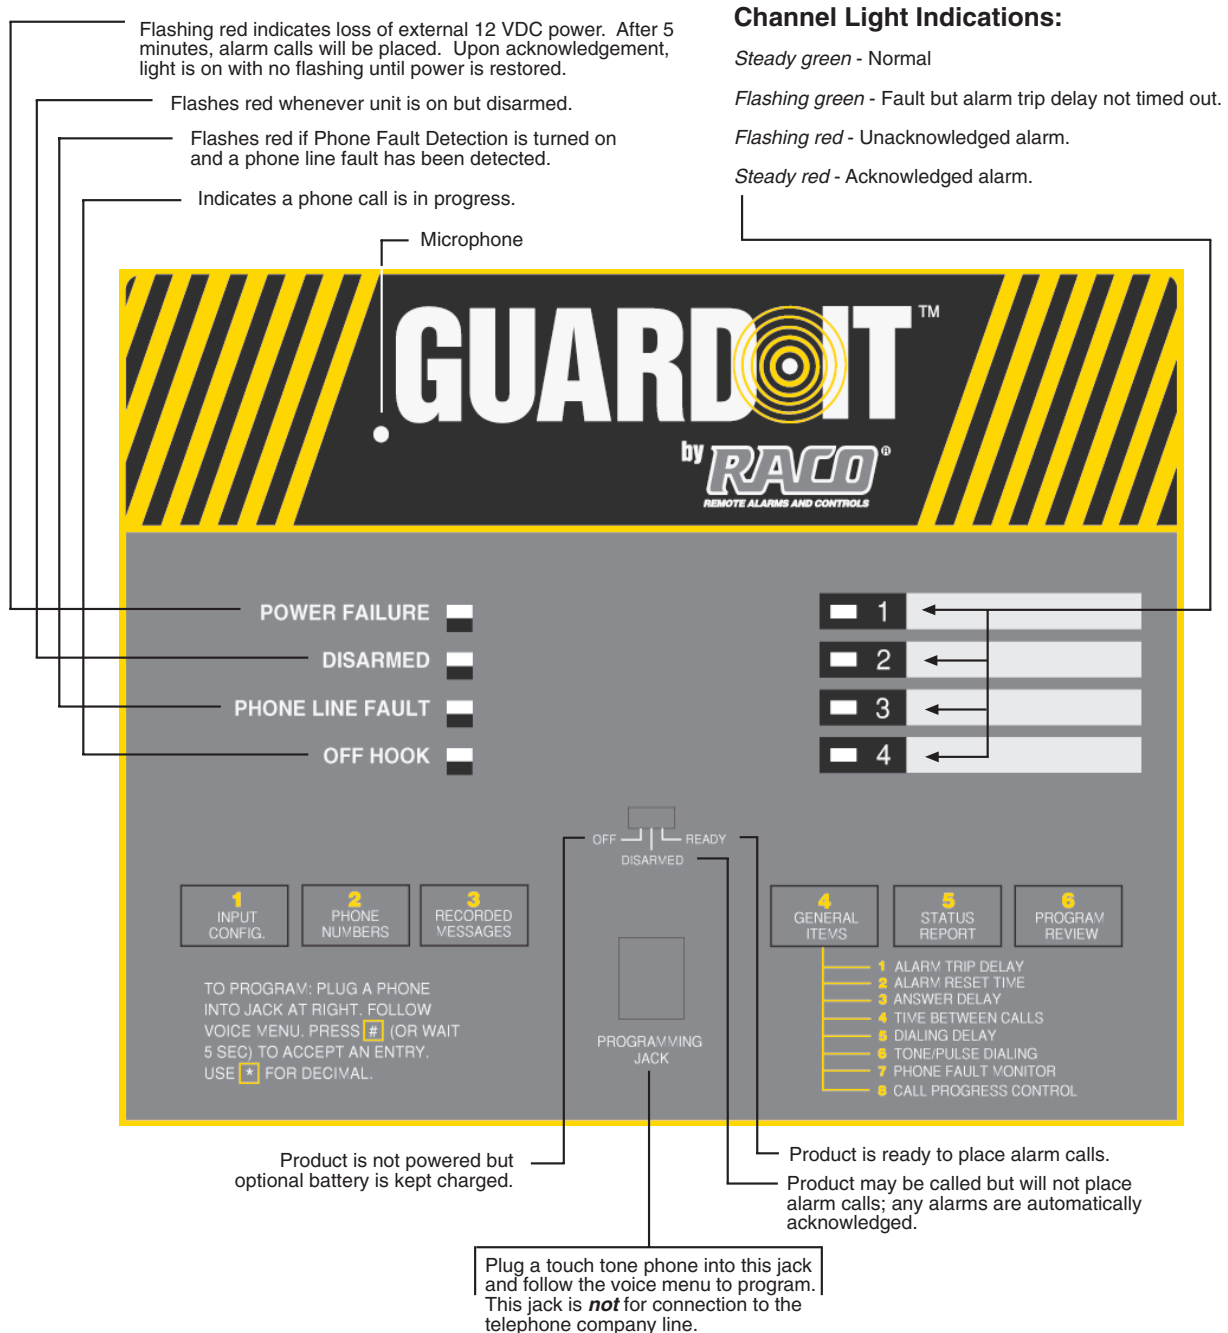 Flashing red indicates loss of external 12 VDC power. After 5
minutes, alarm calls will be placed. Upon acknowledgement,
light is on with no flashing until power is restored.
Flashes red whenever unit is on but disarmed.
Flashes red if Phone Fault Detection is turned on
and a phone line fault has been detected.
Indicates a phone call is in progress.
Microphone
Channel Light Indications:
Steady green - Normal
Flashing green - Fault but alarm trip delay not timed out.
Flashing red - Unacknowledged alarm.
Steady red - Acknowledged alarm.
GUARD IT™
by RACO®
REMOTE ALARMS AND CONTROLS
POWER FAILURE
DISARMED
PHONE LINE FAULT
OFF HOOK
1
2
3
4
OFF
READY
DISARMED
1
INPUT
CONFIG.
2
PHONE
NUMBERS
3
RECORDED
MESSAGES
4
GENERAL
ITEMS
5
STATUS
REPORT
6
PROGRAM
REVIEW
TO PROGRAM: PLUG A PHONE
INTO JACK AT RIGHT. FOLLOW
VOICE MENU. PRESS # (OR WAIT
5 SEC) TO ACCEPT AN ENTRY.
USE * FOR DECIMAL.
PROGRAMMING
JACK
1 ALARM TRIP DELAY
2 ALARM RESET TIME
3 ANSWER DELAY
4 TIME BETWEEN CALLS
5 DIALING DELAY
6 TONE/PULSE DIALING
7 PHONE FAULT MONITOR
8 CALL PROGRESS CONTROL
Product is not powered but
optional battery is kept charged.
Product is ready to place alarm calls.
Product may be called but will not place
alarm calls; any alarms are automatically
acknowledged.
Plug a touch tone phone into this jack
and follow the voice menu to program.
This jack is not for connection to the
telephone company line.